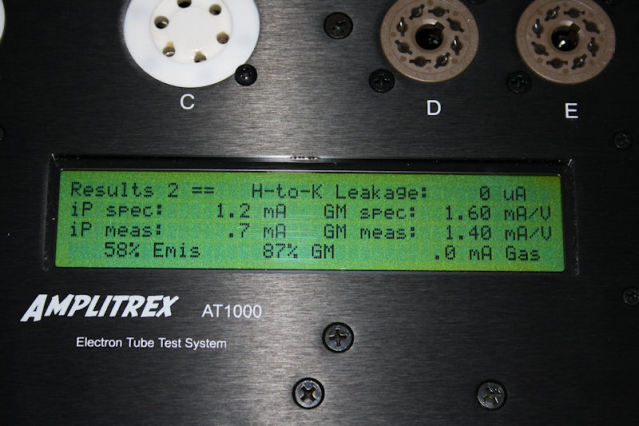 C
D
E
Results 2 == H-to-K Leakage: 0 uA
iP spec: 1.2 mA GM spec: 1.60 mA/V
iP meas: .7 mA GM meas: 1.40 mA/V
58% Emis 87% GM .0 mA Gas
AMPLITREX AT1000
Electron Tube Test System